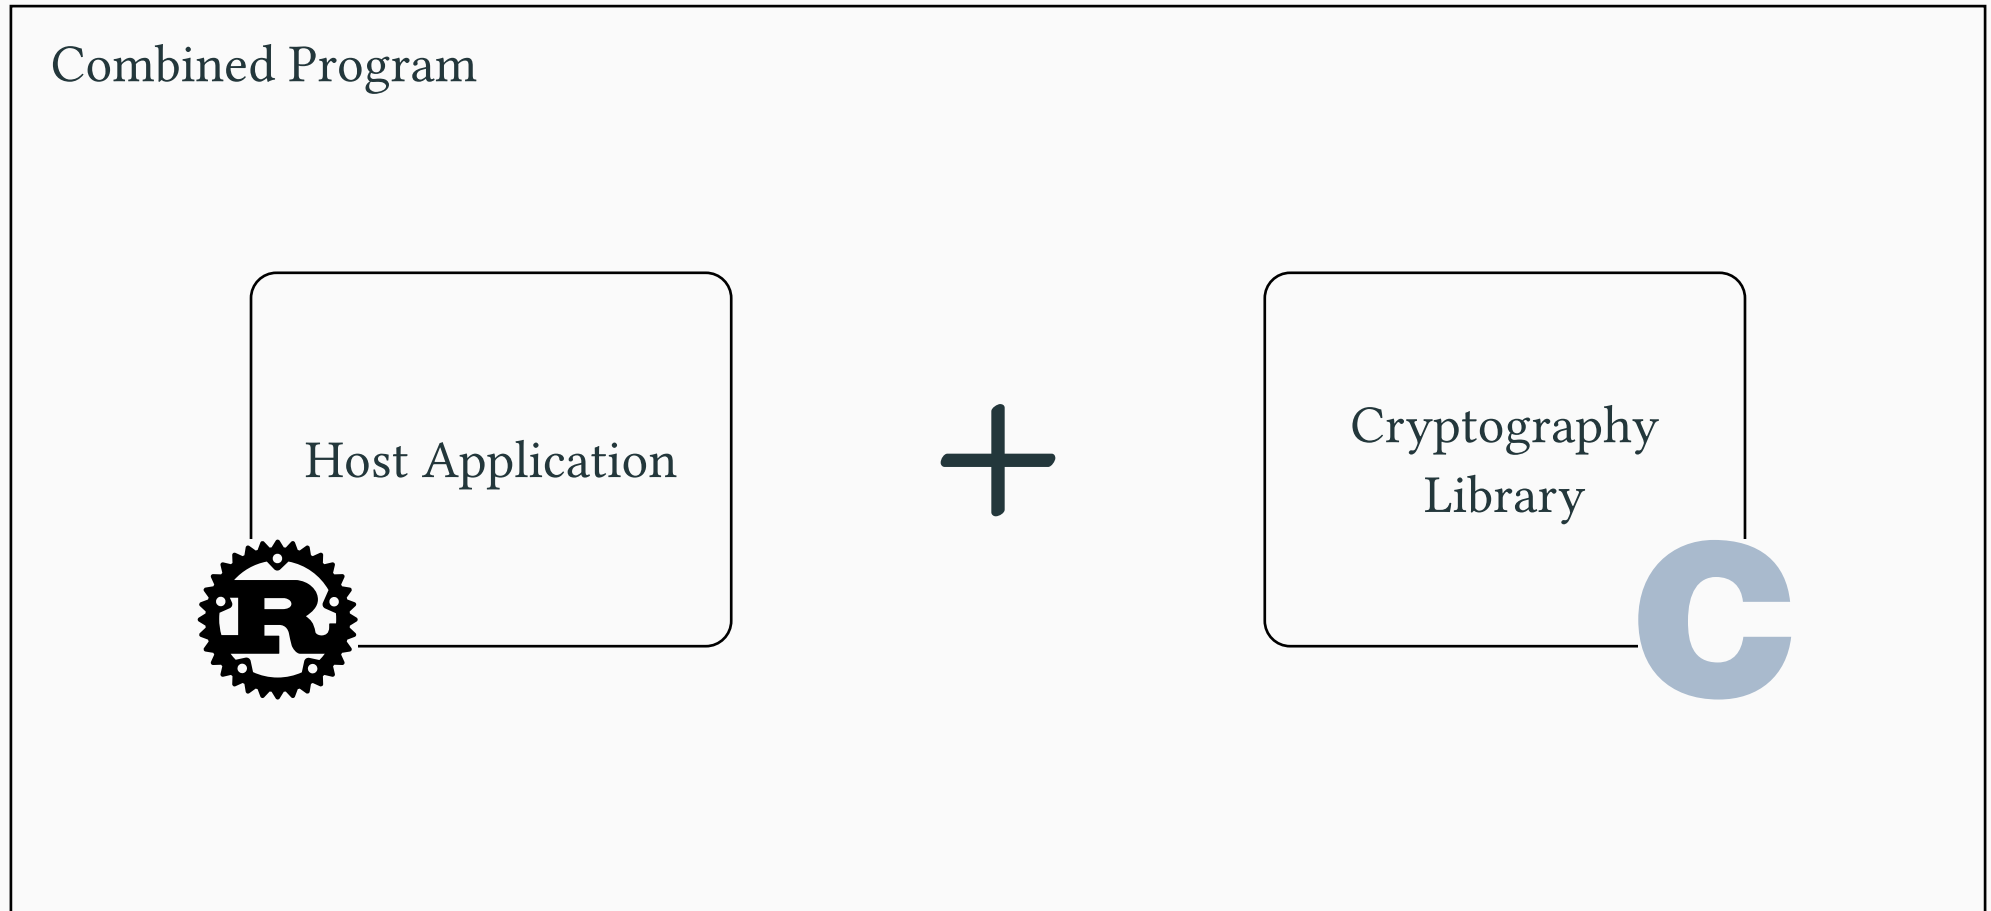 Combined Program
Host Application
+
Cryptography
Library
R
C